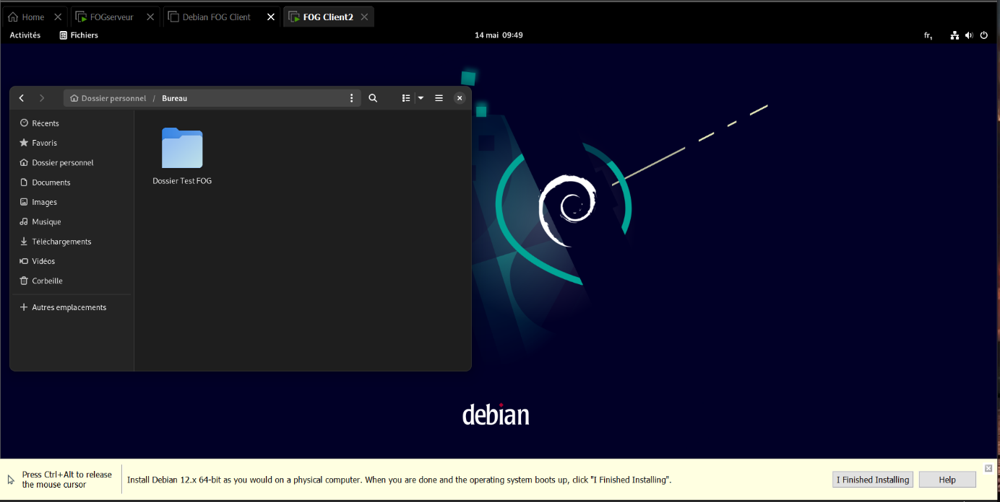 Home
FOGserveur
Debian FOG Client
FOG Client2
Activités
Fichiers
14 mai 09:49
fr₁
Dossier personnel / Bureau
Récents
Favoris
Dossier personnel
Documents
Images
Musique
Téléchargements
Vidéos
Corbeille
Autres emplacements
Dossier Test FOG
debian
Press Ctrl+Alt to release
the mouse cursor
Install Debian 12.x 64-bit as you would on a physical computer. When you are done and the operating system boots up, click "I Finished Installing".
I Finished Installing
Help